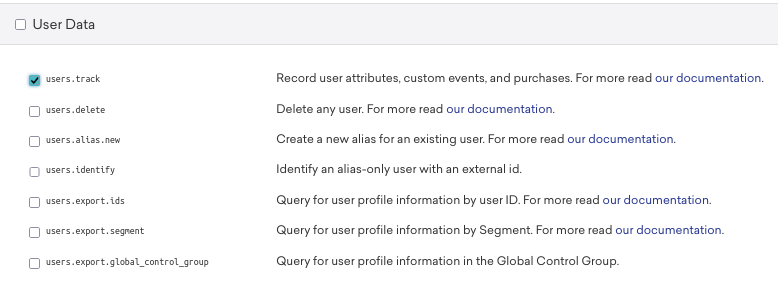 User Data
users.track Record user attributes, custom events, and purchases. For more read our documentation.
users.delete Delete any user. For more read our documentation.
users.alias.new Create a new alias for an existing user. For more read our documentation.
users.identify Identify an alias-only user with an external id.
users.export.ids Query for user profile information by user ID. For more read our documentation.
users.export.segment Query for user profile information by Segment. For more read our documentation.
users.export.global_control_group Query for user profile information in the Global Control Group.